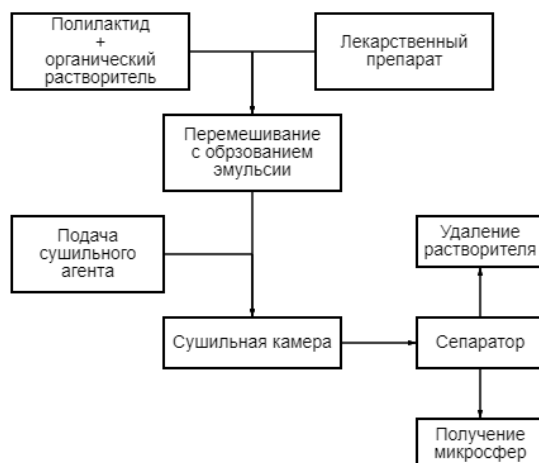 Полилактид
+
органический
растворитель
Лекарственный
препарат
Перемешивание
с обрзованием
эмульсии
Подача
сушильного
агента
Удаление
растворителя
Сушильная камера
Сепаратор
Получение
микросфер